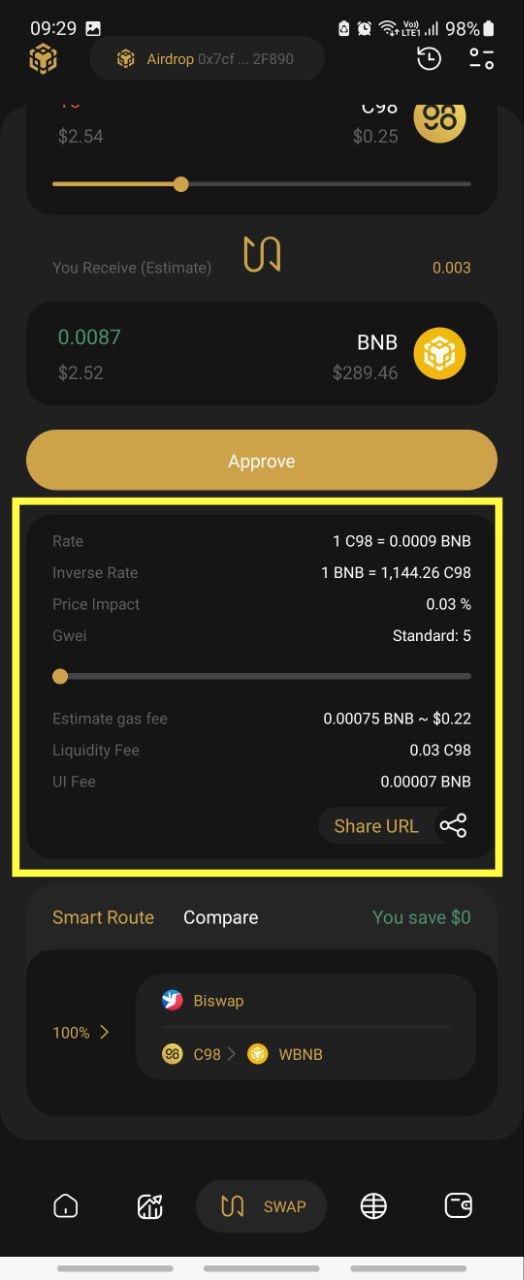 09:29 Vo)) LTE1 98%
Airdrop 0x7cf ... 2F890
C98
$2.54 $0.25
You Receive (Estimate) 0.003
0.0087 BNB
$2.52 $289.46
Approve
Rate 1 C98 = 0.0009 BNB
Inverse Rate 1 BNB = 1,144.26 C98
Price Impact 0.03 %
Gwei Standard: 5
Estimate gas fee 0.00075 BNB ~ $0.22
Liquidity Fee 0.03 C98
UI Fee 0.00007 BNB
Share URL
Smart Route Compare You save $0
Biswap
100% >
C98 > WBNB
SWAP